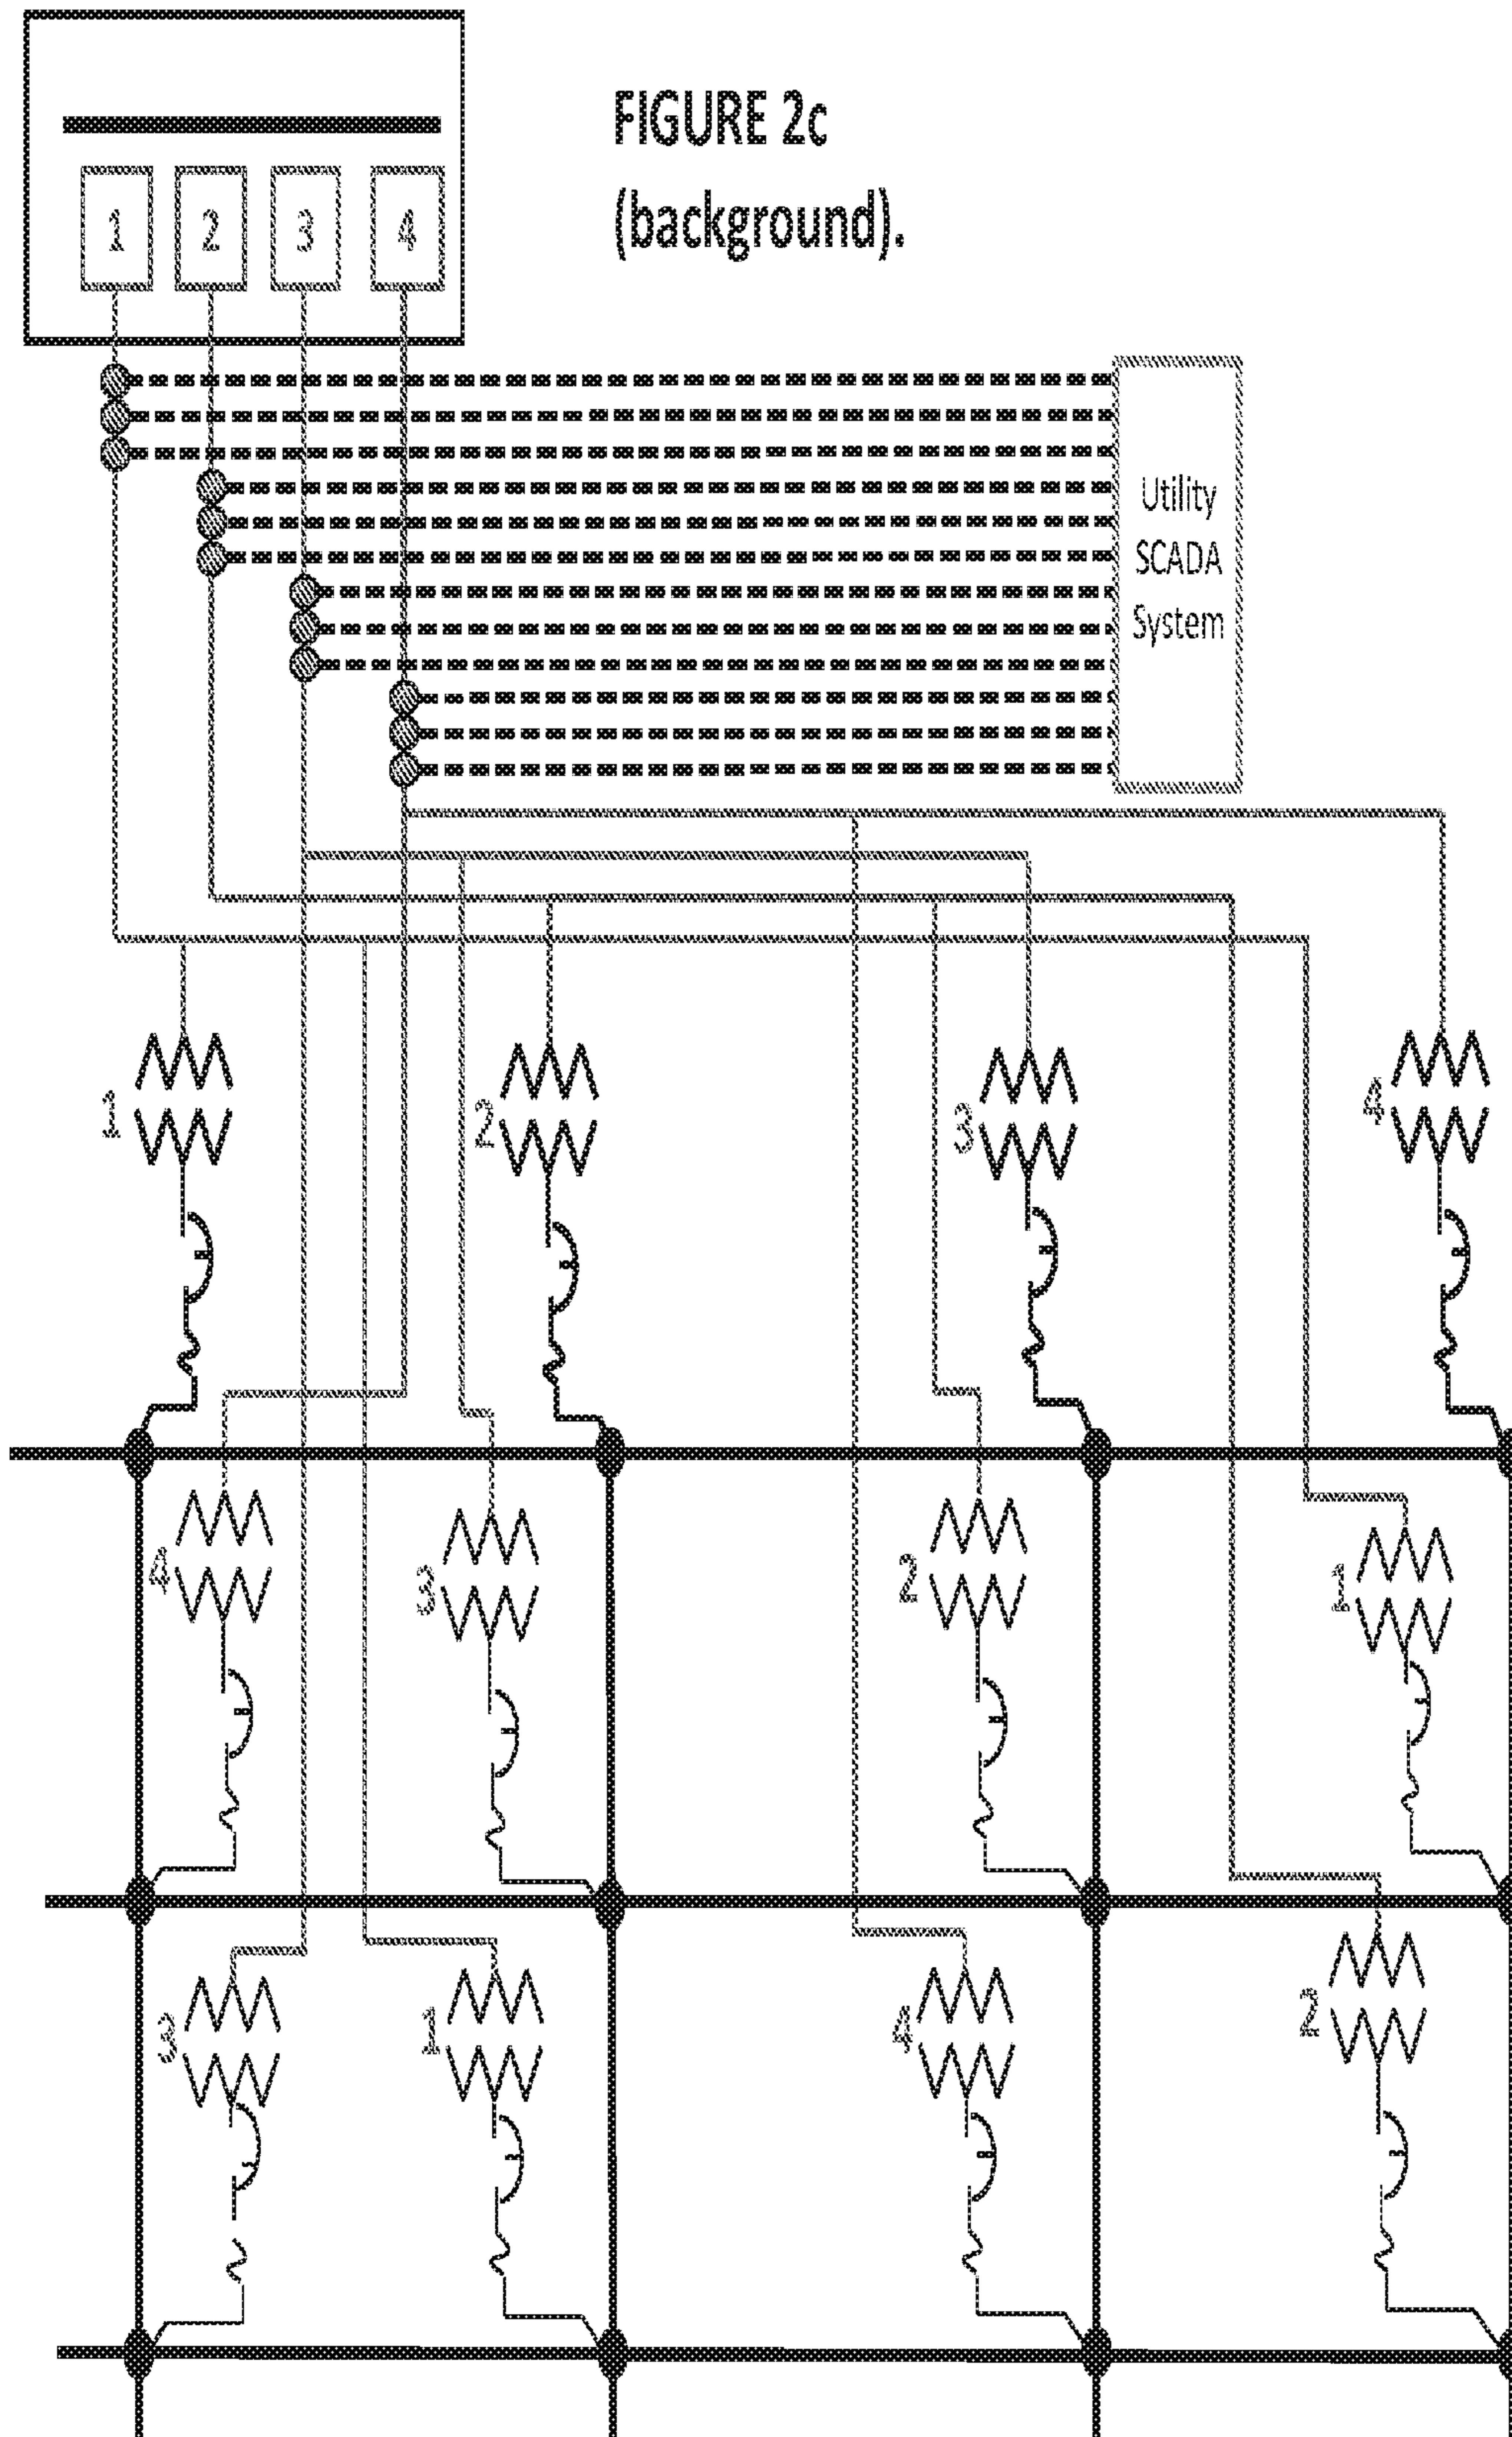 FIGURE 2c
(background).
1 2 3 4
Utility
SCADA
System
1 2 3 4
4 3 2 1
3 1 4 2